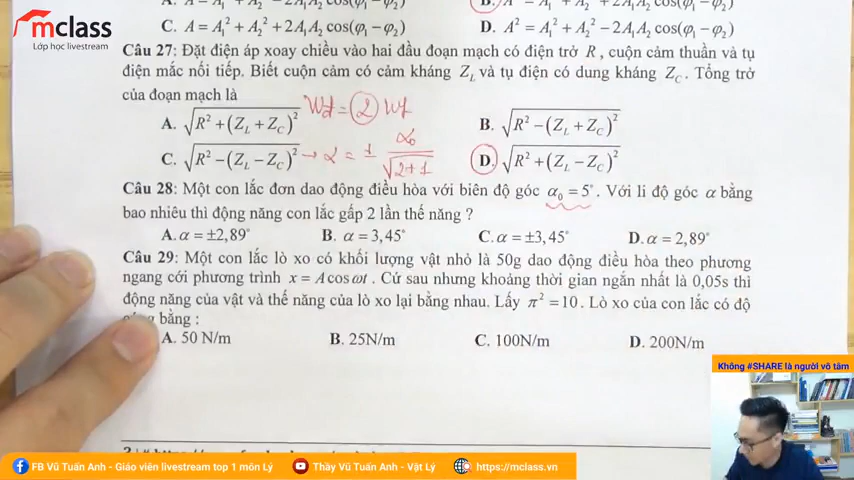 mclass
Lớp học livestream
C. A = A₁² + A₂² + 2A₁A₂ cos(φ₁ − φ₂)
D. A² = A₁² + A₂² − 2A₁A₂ cos(φ₁ − φ₂)
Câu 27: Đặt điện áp xoay chiều vào hai đầu đoạn mạch có điện trở R, cuộn cảm thuần và tụ
điện mắc nối tiếp. Biết cuộn cảm có cảm kháng Z_L và tụ điện có dung kháng Z_C. Tổng trở
của đoạn mạch là
Wđ = 2 Wt
A. √(R² + (Z_L + Z_C)²)
B. √(R² − (Z_L + Z_C)²)
C. √(R² − (Z_L − Z_C)²)
→ α = ± α₀/√(2+1)
D. √(R² + (Z_L − Z_C)²)
Câu 28: Một con lắc đơn dao động điều hòa với biên độ góc α₀ = 5°. Với li độ góc α bằng
bao nhiêu thì động năng con lắc gấp 2 lần thế năng ?
A. α = ±2,89° B. α = 3,45° C. α = ±3,45° D. α = 2,89°
Câu 29: Một con lắc lò xo có khối lượng vật nhỏ là 50g dao động điều hòa theo phương
ngang cới phương trình x = A cos ωt. Cứ sau nhưng khoảng thời gian ngắn nhất là 0,05s thì
động năng của vật và thế năng của lò xo lại bằng nhau. Lấy π² = 10. Lò xo của con lắc có độ
bằng :
A. 50 N/m B. 25N/m C. 100N/m D. 200N/m
Không #SHARE là người vô tâm
FB Vũ Tuấn Anh - Giáo viên livestream top 1 môn Lý
Thầy Vũ Tuấn Anh - Vật Lý
https://mclass.vn